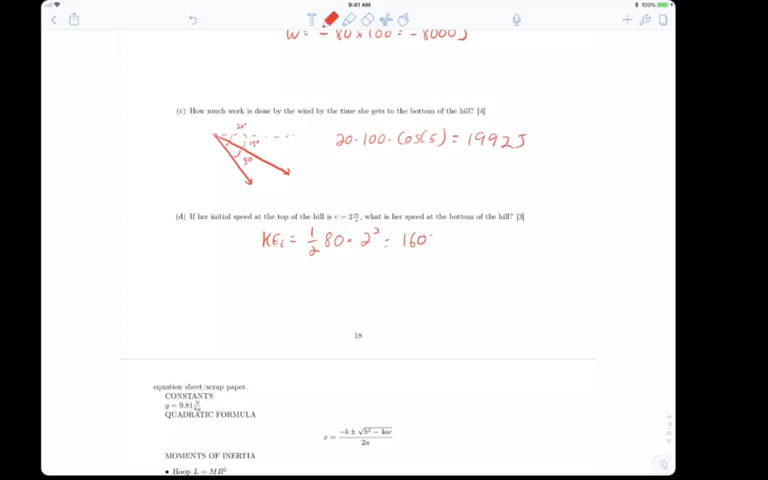 9:41 AM
100%
W = - 80 x 100 = - 8000 J
(c) How much work is done by the wind by the time she gets to the bottom of the hill? [4]
20°
15°
20 · 100 · cos(5) = 1992 J
(d) If her initial speed at the top of the hill is v = 2 m/s, what is her speed at the bottom of the hill? [3]
KEi = 1/2 80 · 2² = 160
18
equation sheet/scrap paper.
CONSTANTS
g = 9.81 N/kg
QUADRATIC FORMULA
x = (-b ± √(b² − 4ac))/2a
MOMENTS OF INERTIA
• Hoop I = MR²